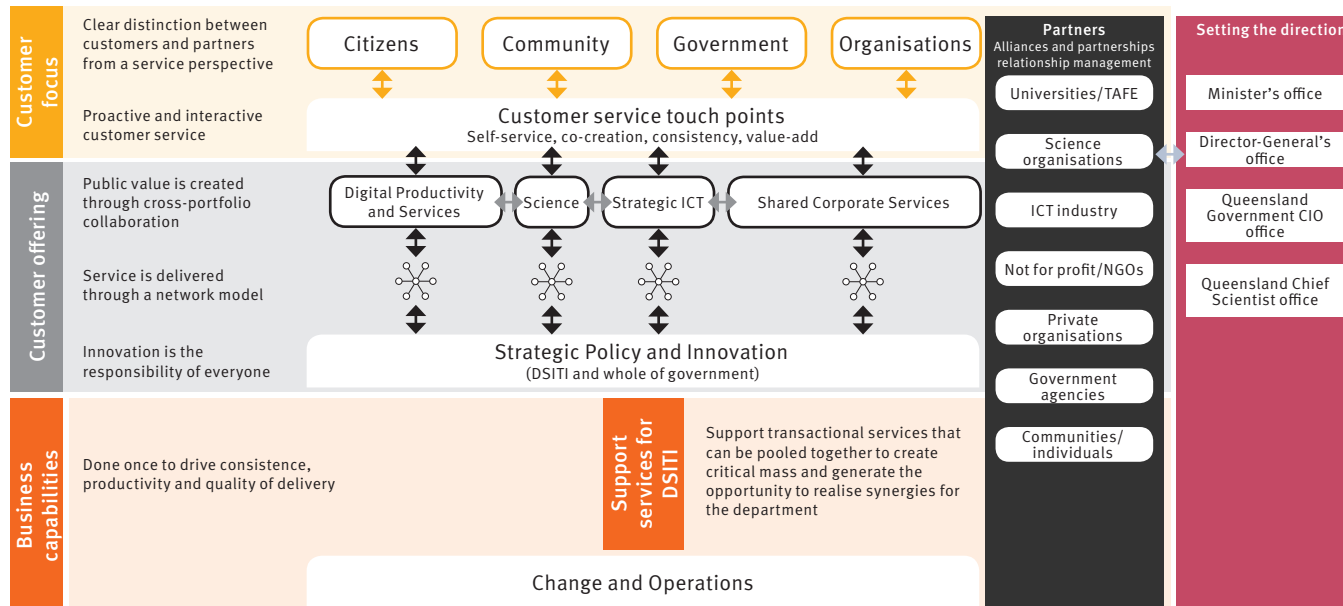 Customer
focus
Clear distinction between
customers and partners
from a service perspective
Citizens
Community
Government
Organisations
Proactive and interactive
customer service
Customer service touch points
Self-service, co-creation, consistency, value-add
Customer offering
Public value is created
through cross-portfolio
collaboration
Digital Productivity
and Services
Science
Strategic ICT
Shared Corporate Services
Service is delivered
through a network model
Innovation is the
responsibility of everyone
Strategic Policy and Innovation
(DSITI and whole of government)
Business
capabilities
Done once to drive consistence,
productivity and quality of delivery
Support
services for
DSITI
Support transactional services that
can be pooled together to create
critical mass and generate the
opportunity to realise synergies for
the department
Change and Operations
Partners
Alliances and partnerships
relationship management
Universities/TAFE
Science
organisations
ICT industry
Not for profit/NGOs
Private
organisations
Government
agencies
Communities/
individuals
Setting the direction
Minister’s office
Director-General’s
office
Queensland
Government CIO
office
Queensland Chief
Scientist office